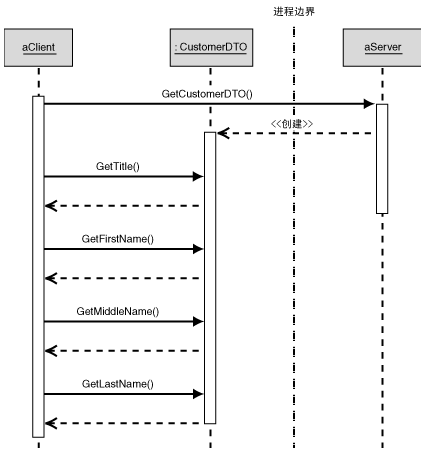 进程边界
aClient
: CustomerDTO
aServer
GetCustomerDTO()
<<创建>>
GetTitle()
GetFirstName()
GetMiddleName()
GetLastName()